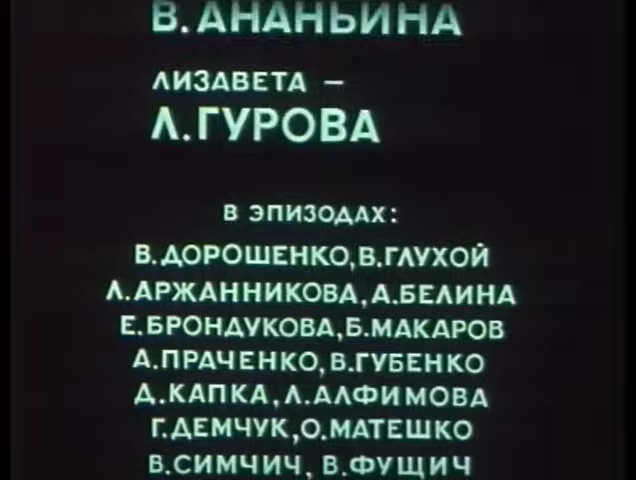 В. АНАНЬИНА
ЛИЗАВЕТА –
Л.ГУРОВА
В ЭПИЗОДАХ:
В.ДОРОШЕНКО,В.ГЛУХОЙ
Л.АРЖАННИКОВА,А.БЕЛИНА
Е.БРОНДУКОВА,Б.МАКАРОВ
А.ПРАЧЕНКО,В.ГУБЕНКО
Д.КАПКА,Л.АЛФИМОВА
Г.ДЕМЧУК,О.МАТЕШКО
В.СИМЧИЧ, В.ФУЩИЧ